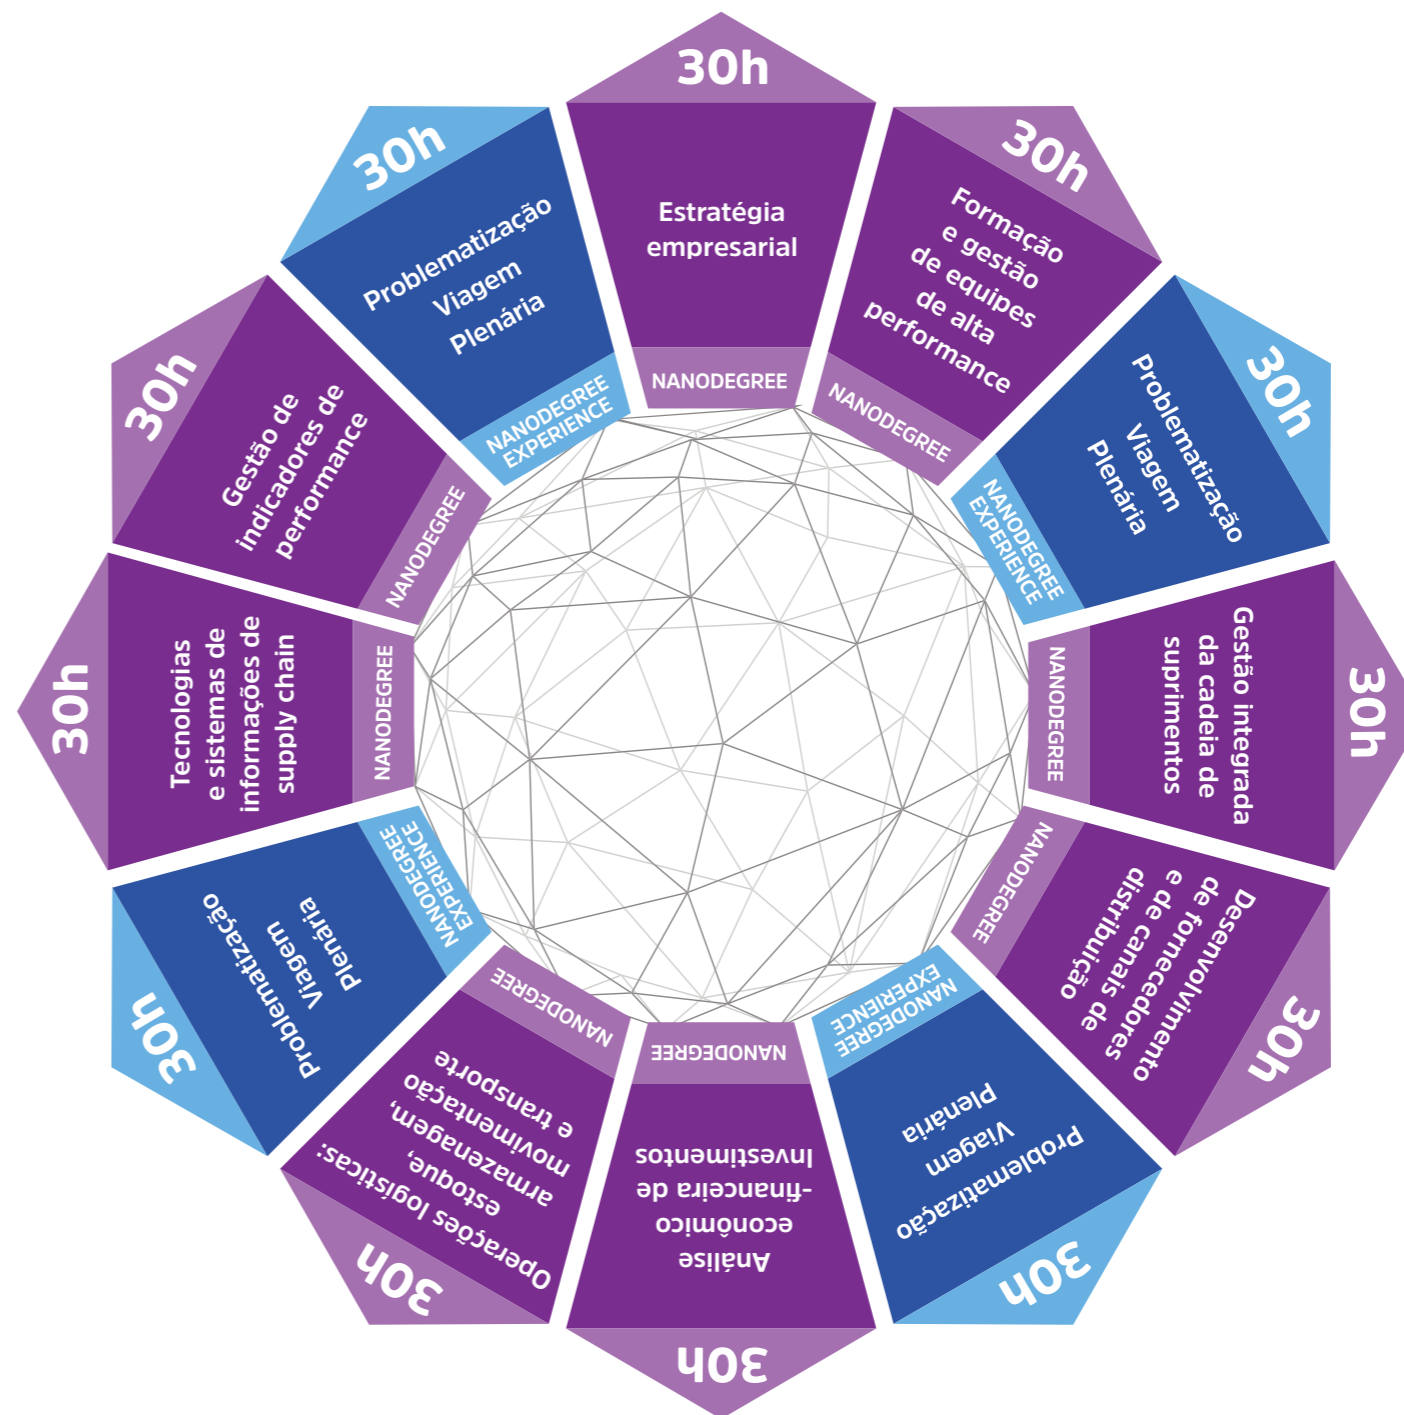 30h
Estratégia
empresarial
NANODEGREE
30h
Formação
e gestão
de equipes
de alta
performance
NANODEGREE
30h
Problematização
Viagem
Plenária
NANODEGREE
EXPERIENCE
30h
Gestão integrada
da cadeia de
suprimentos
NANODEGREE
30h
Desenvolvimento
de fornecedores
e de canais de
distribuição
NANODEGREE
30h
Problematização
Viagem
Plenária
NANODEGREE
EXPERIENCE
30h
Análise
econômico
-financeira de
Investimentos
NANODEGREE
30h
Operações logísticas:
estoque,
armazenagem,
movimentação
e transporte
NANODEGREE
30h
Problematização
Viagem
Plenária
NANODEGREE
EXPERIENCE
30h
Tecnologias
e sistemas de
informações de
supply chain
NANODEGREE
30h
Gestão de
indicadores de
performance
NANODEGREE
30h
Problematização
Viagem
Plenária
NANODEGREE
EXPERIENCE